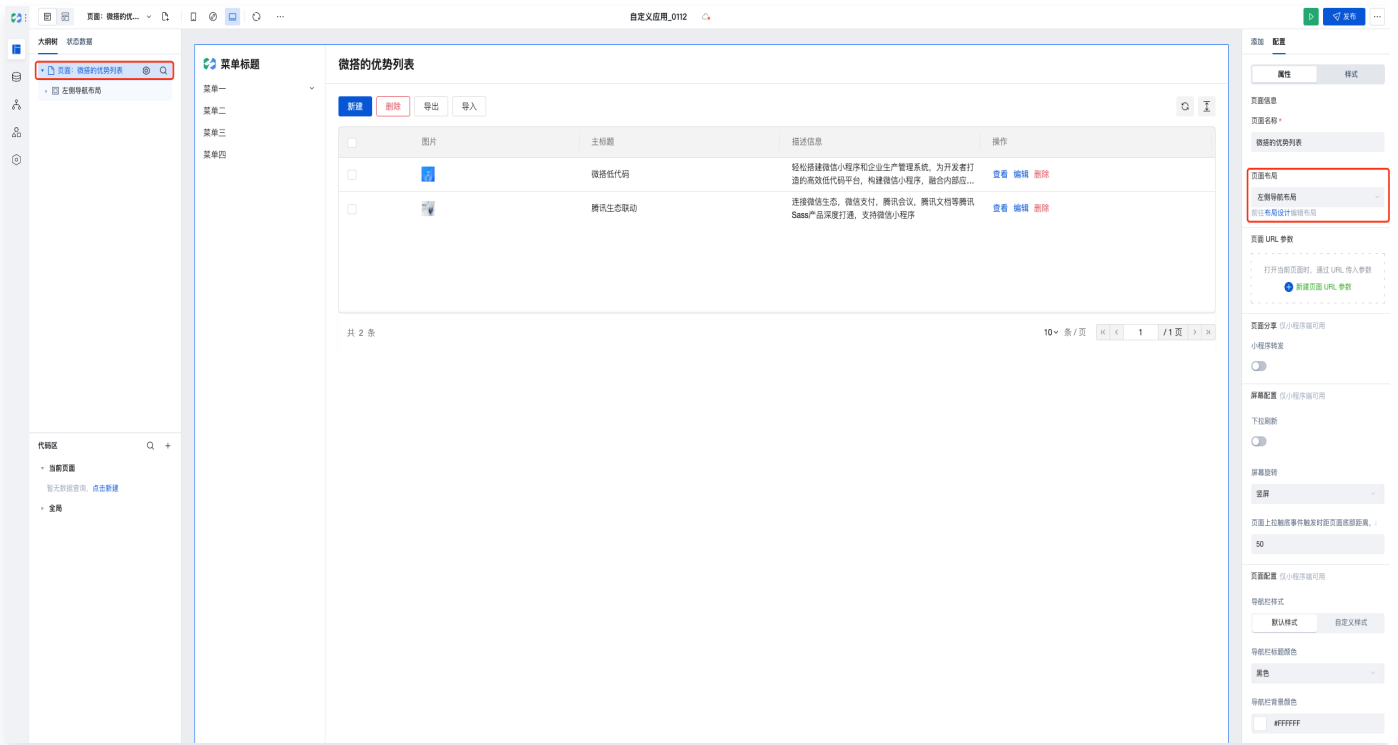 页面：微搭的优...
自定义应用_0112
发布
大纲树 状态数据
页面：微搭的优势列表
左侧导航布局
代码区
当前页面
暂无数据查询，点击新建
全局
菜单标题
菜单一
菜单二
菜单三
菜单四
微搭的优势列表
新建 删除 导出 导入
图片 主标题 描述信息 操作
微搭低代码
轻松搭建微信小程序和企业生产管理系统，为开发者打
造的高效低代码平台，构建微信小程序，融合内部应...
查看 编辑 删除
腾讯生态联动
连接微信生态，微信支付，腾讯会议，腾讯文档等腾讯
Sass产品深度打通，支持微信小程序
查看 编辑 删除
共 2 条
10 条 / 页 1 / 1 页
添加 配置
属性 样式
页面信息
页面名称 *
微搭的优势列表
页面布局
左侧导航布局
前往布局设计编辑布局
页面 URL 参数
打开当前页面时，通过 URL 传入参数
新建页面 URL 参数
页面分享 仅小程序端可用
小程序转发
屏幕配置 仅小程序端可用
下拉刷新
屏幕旋转
竖屏
页面上拉触底事件触发时距页面底部距离，
50
页面配置 仅小程序端可用
导航栏样式
默认样式 自定义样式
导航栏标题颜色
黑色
导航栏背景颜色
#FFFFFF